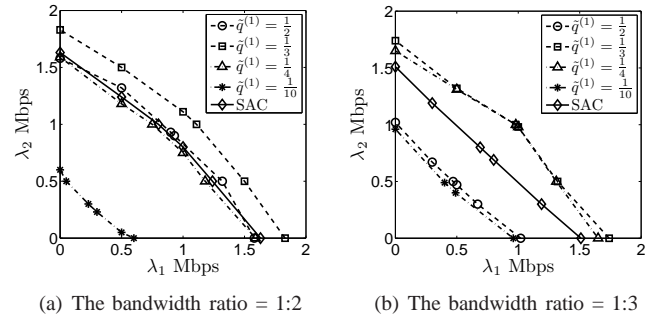 2
1.5
1
0.5
0
0 0.5 1 1.5 2
λ₂ Mbps
λ₁ Mbps
q̃⁽¹⁾ = 1/2
q̃⁽¹⁾ = 1/3
q̃⁽¹⁾ = 1/4
q̃⁽¹⁾ = 1/10
SAC
(a) The bandwidth ratio = 1:2
2
1.5
1
0.5
0
0 0.5 1 1.5 2
λ₂ Mbps
λ₁ Mbps
q̃⁽¹⁾ = 1/2
q̃⁽¹⁾ = 1/3
q̃⁽¹⁾ = 1/4
q̃⁽¹⁾ = 1/10
SAC
(b) The bandwidth ratio = 1:3